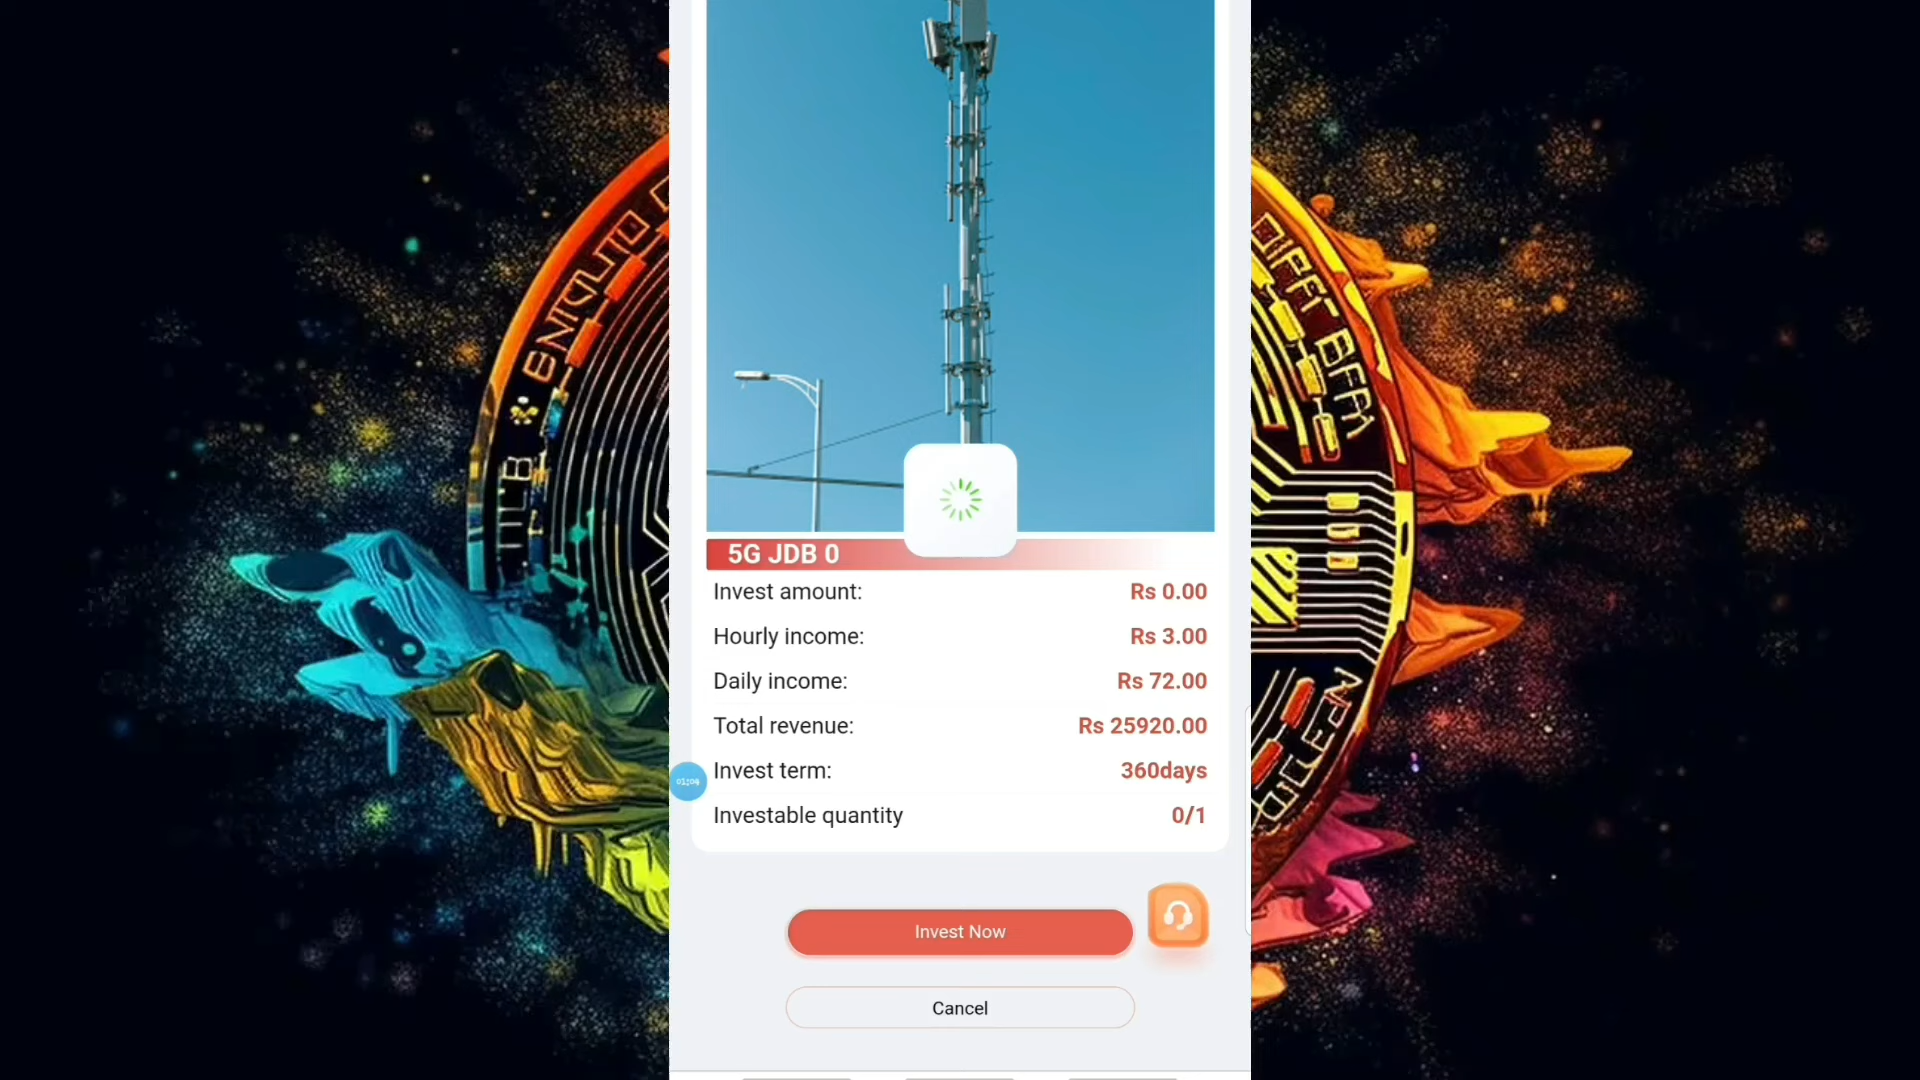 5G JDB 0
Invest amount: Rs 0.00
Hourly income: Rs 3.00
Daily income: Rs 72.00
Total revenue: Rs 25920.00
Invest term: 360days
Investable quantity 0/1
Invest Now
Cancel